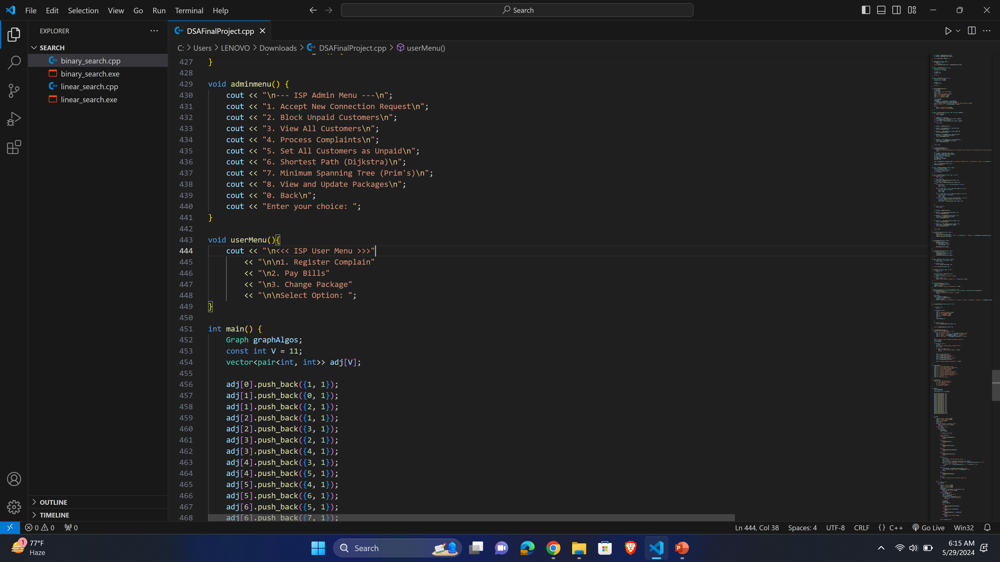 File Edit Selection View Go Run Terminal Help
Search
EXPLORER
SEARCH
binary_search.cpp
binary_search.exe
linear_search.cpp
linear_search.exe
OUTLINE
TIMELINE
DSAFinalProject.cpp
C: > Users > LENOVO > Downloads > DSAFinalProject.cpp > userMenu()
427 }
428
429 void adminmenu() {
430 cout << "\n--- ISP Admin Menu ---\n";
431 cout << "1. Accept New Connection Request\n";
432 cout << "2. Block Unpaid Customers\n";
433 cout << "3. View All Customers\n";
434 cout << "4. Process Complaints\n";
435 cout << "5. Set All Customers as Unpaid\n";
436 cout << "6. Shortest Path (Dijkstra)\n";
437 cout << "7. Minimum Spanning Tree (Prim's)\n";
438 cout << "8. View and Update Packages\n";
439 cout << "0. Back\n";
440 cout << "Enter your choice: ";
441 }
442
443 void userMenu(){
444 cout << "\n<<< ISP User Menu >>>"
445 << "\n\n1. Register Complain"
446 << "\n2. Pay Bills"
447 << "\n3. Change Package"
448 << "\n\nSelect Option: ";
449 }
450
451 int main() {
452 Graph graphAlgos;
453 const int V = 11;
454 vector<pair<int, int>> adj[V];
455
456 adj[0].push_back({1, 1});
457 adj[1].push_back({0, 1});
458 adj[1].push_back({2, 1});
459 adj[2].push_back({1, 1});
460 adj[2].push_back({3, 1});
461 adj[3].push_back({2, 1});
462 adj[3].push_back({4, 1});
463 adj[4].push_back({3, 1});
464 adj[4].push_back({5, 1});
465 adj[5].push_back({4, 1});
466 adj[5].push_back({6, 1});
467 adj[6].push_back({5, 1});
468 adj[6].push_back({7, 1});
0 0 0
Ln 444, Col 38 Spaces: 4 UTF-8 CRLF {} C++ Go Live Win32
1
77°F
Haze
Search
6:15 AM
5/29/2024